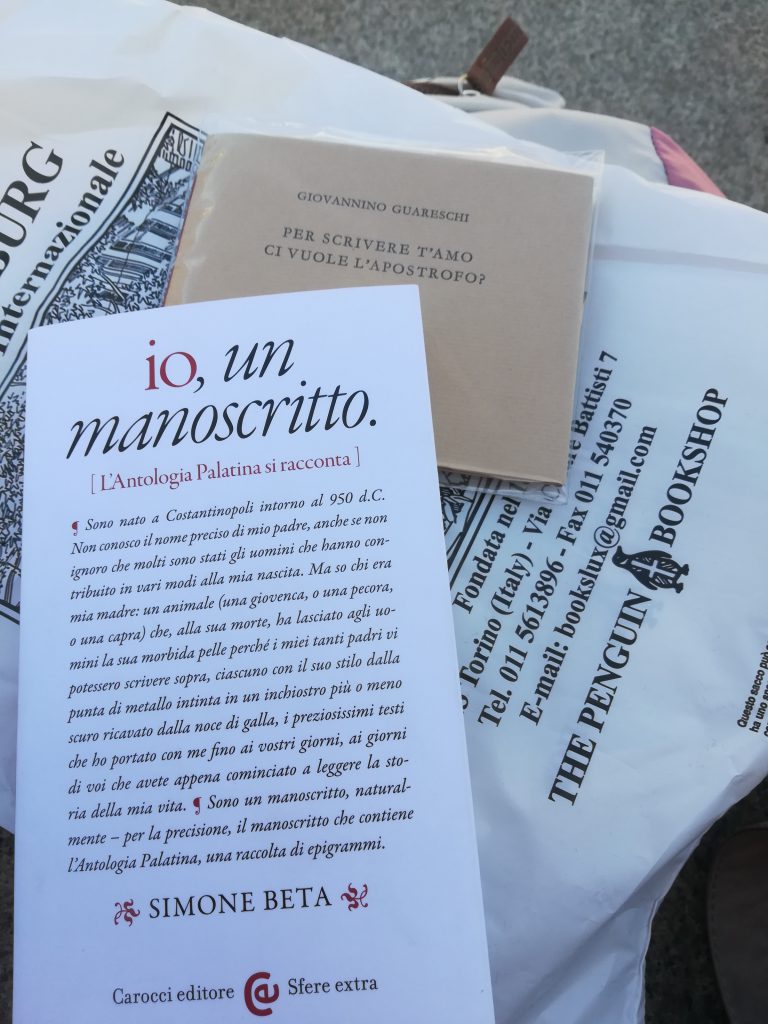 BURG
Internazionale
GIOVANNINO GUARESCHI
PER SCRIVERE T'AMO
CI VUOLE L'APOSTROFO?
io, un
manoscritto.
[ L'Antologia Palatina si racconta ]
¶ Sono nato a Costantinopoli intorno al 950 d.C.
Non conosco il nome preciso di mio padre, anche se non
ignoro che molti sono stati gli uomini che hanno con-
tribuito in vari modi alla mia nascita. Ma so chi era
mia madre: un animale (una giovenca, o una pecora,
o una capra) che, alla sua morte, ha lasciato agli uo-
mini la sua morbida pelle perché i miei tanti padri vi
potessero scrivere sopra, ciascuno con il suo stilo dalla
punta di metallo intinta in un inchiostro più o meno
scuro ricavato dalla noce di galla, i preziosissimi testi
che ho portato con me fino ai vostri giorni, ai giorni
di voi che avete appena cominciato a leggere la sto-
ria della mia vita. ¶ Sono un manoscritto, natural-
mente – per la precisione, il manoscritto che contiene
l'Antologia Palatina, una raccolta di epigrammi.
SIMONE BETA
Carocci editore Sfere extra
Fondata nel
Torino (Italy) - Via Battisti 7
Tel. 011 5613896 - Fax 011 540370
E-mail: bookslux@gmail.com
THE PENGUIN BOOKSHOP
Questo sacco può
ha uno